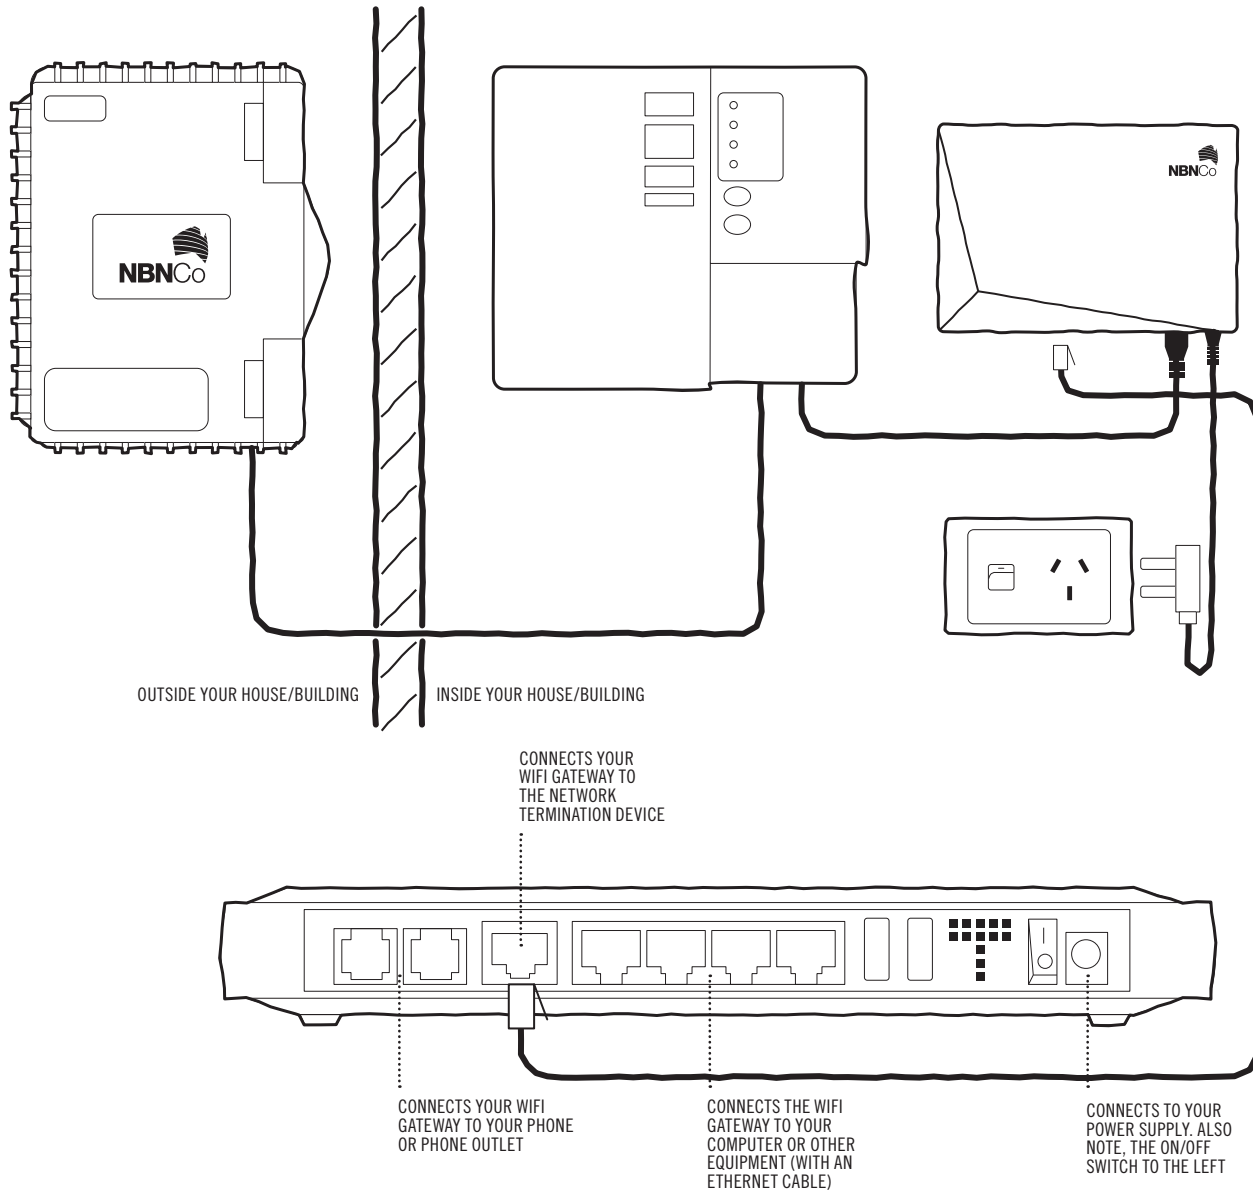 NBNCo
NBNCo
OUTSIDE YOUR HOUSE/BUILDING
INSIDE YOUR HOUSE/BUILDING
CONNECTS YOUR
WIFI GATEWAY TO
THE NETWORK
TERMINATION DEVICE
CONNECTS YOUR WIFI
GATEWAY TO YOUR PHONE
OR PHONE OUTLET
CONNECTS THE WIFI
GATEWAY TO YOUR
COMPUTER OR OTHER
EQUIPMENT (WITH AN
ETHERNET CABLE)
CONNECTS TO YOUR
POWER SUPPLY. ALSO
NOTE, THE ON/OFF
SWITCH TO THE LEFT